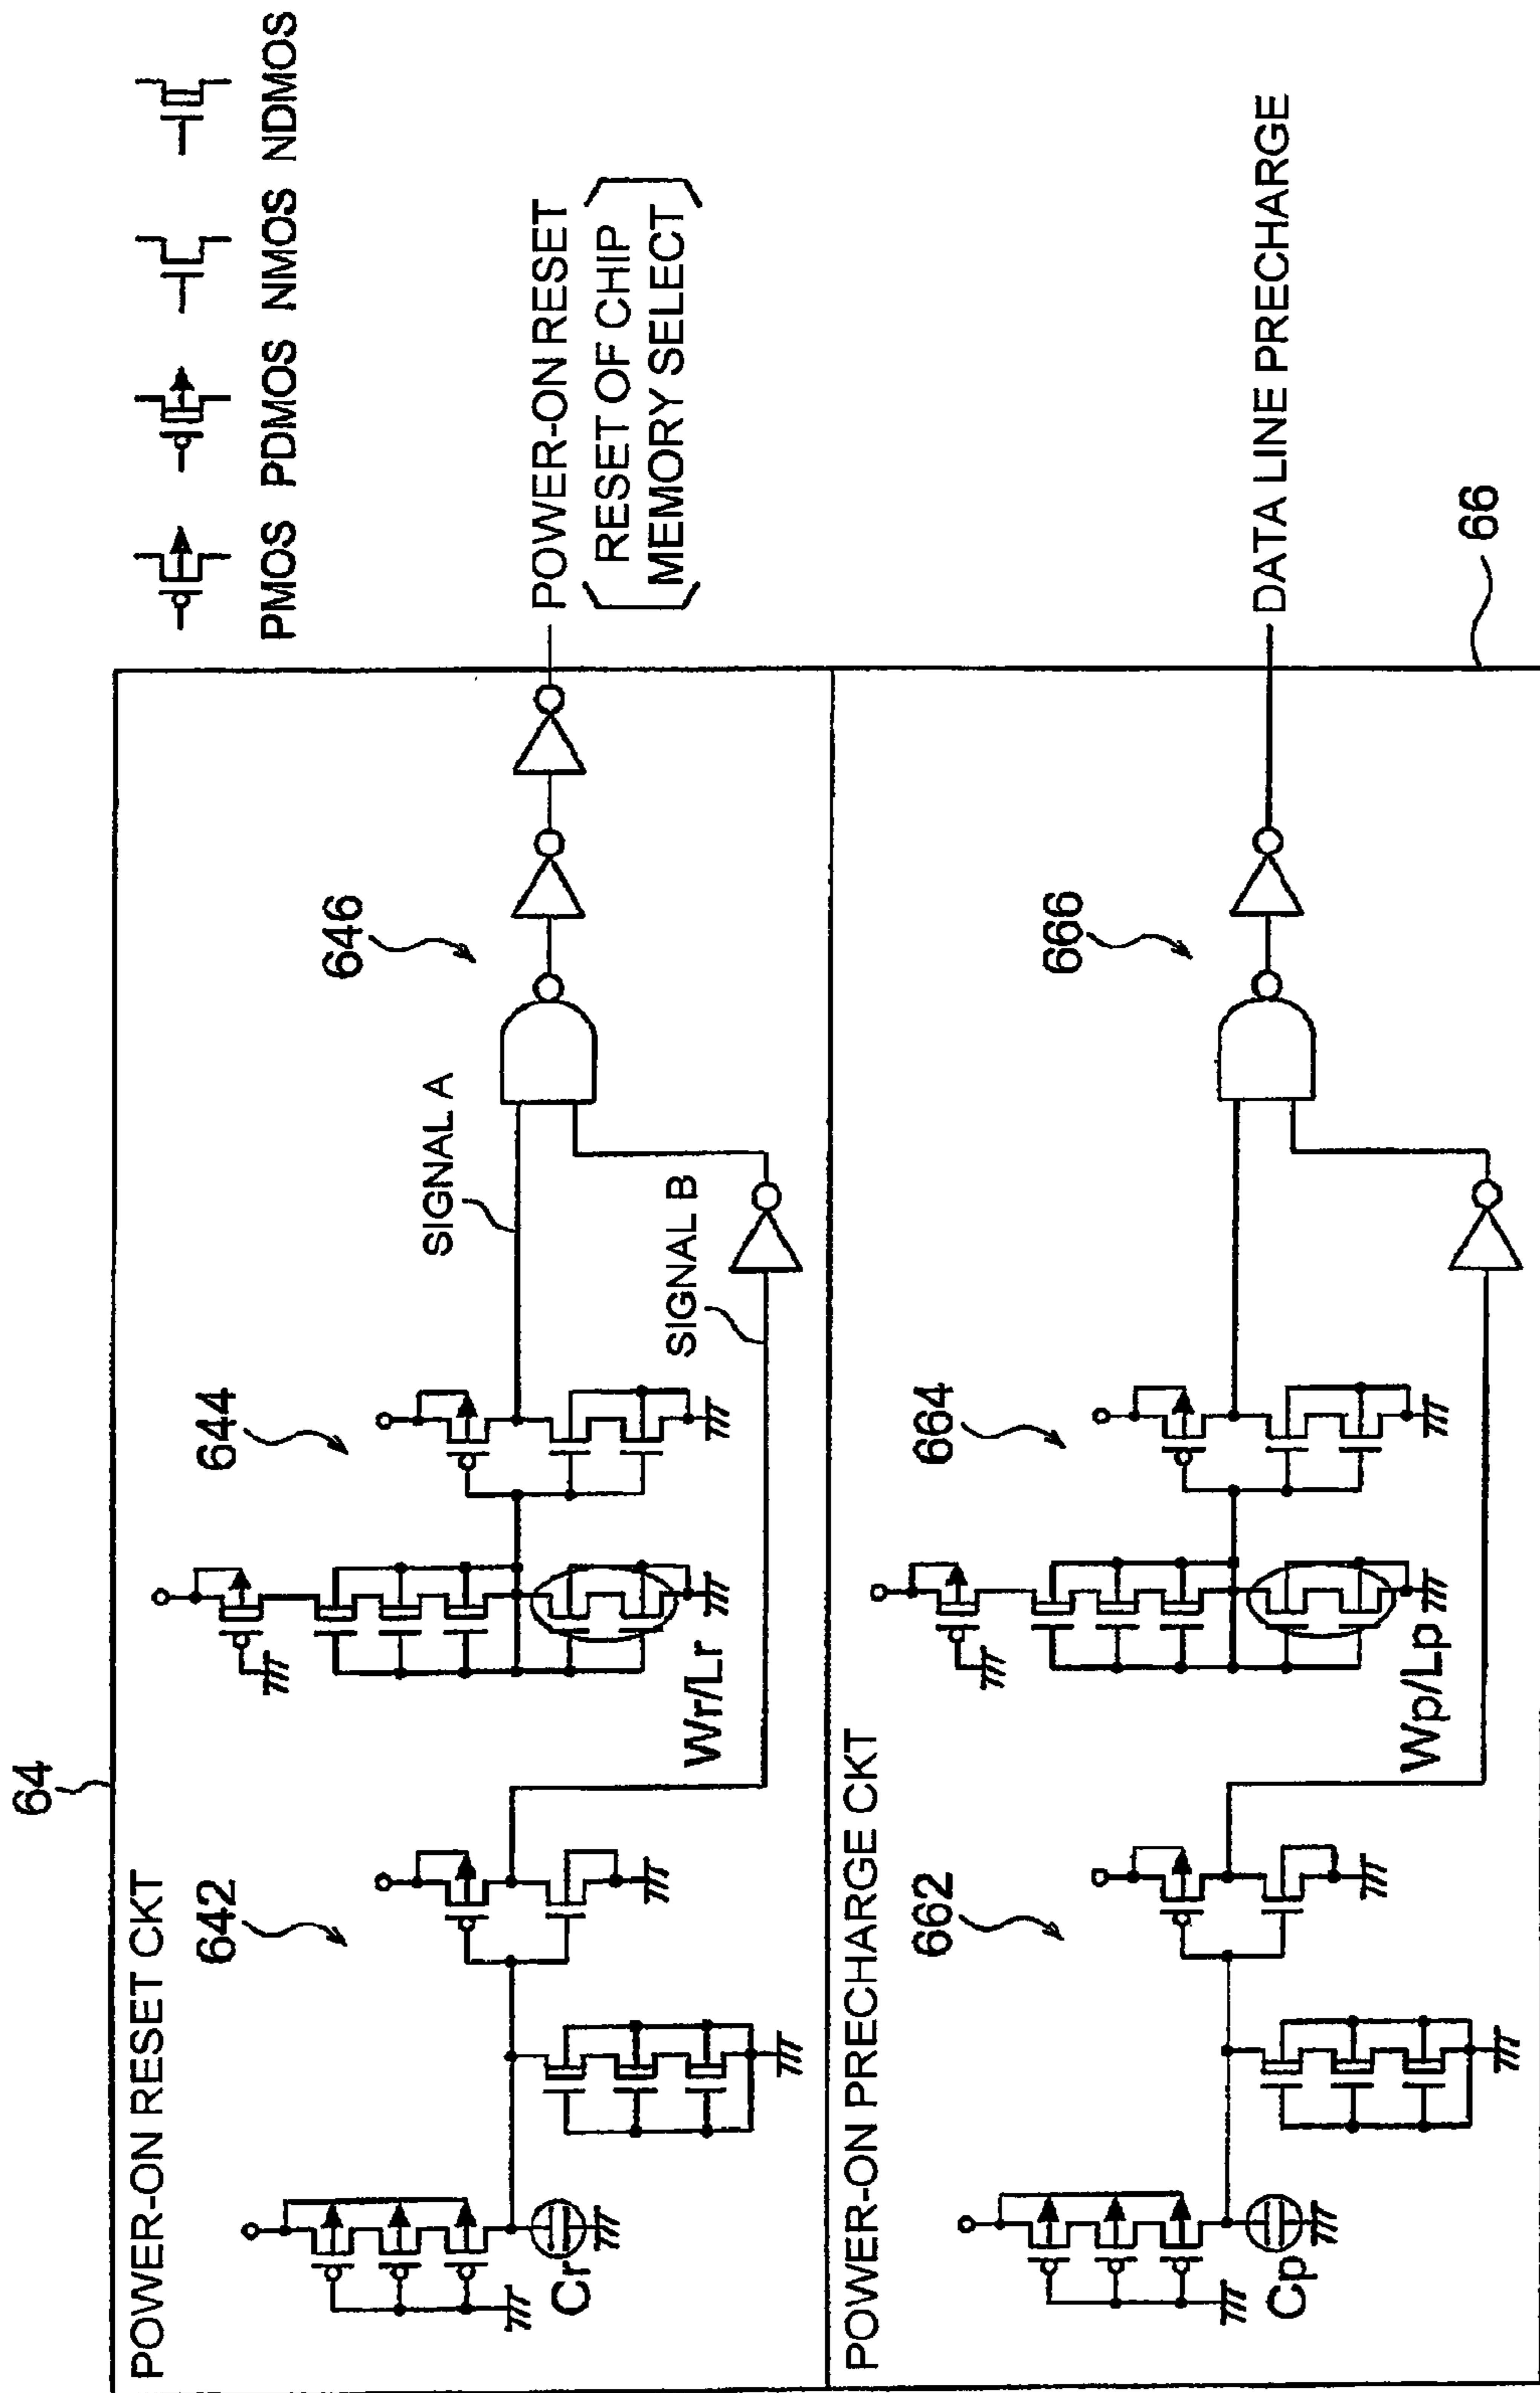 64
POWER-ON RESET CKT
642
644
646
Cr
Wr/Lr
SIGNAL A
SIGNAL B
PMOS PDMOS NMOS NDMOS
POWER-ON RESET
RESET OF CHIP
MEMORY SELECT
POWER-ON PRECHARGE CKT
662
664
666
Cp
Wp/Lp
DATA LINE PRECHARGE
66